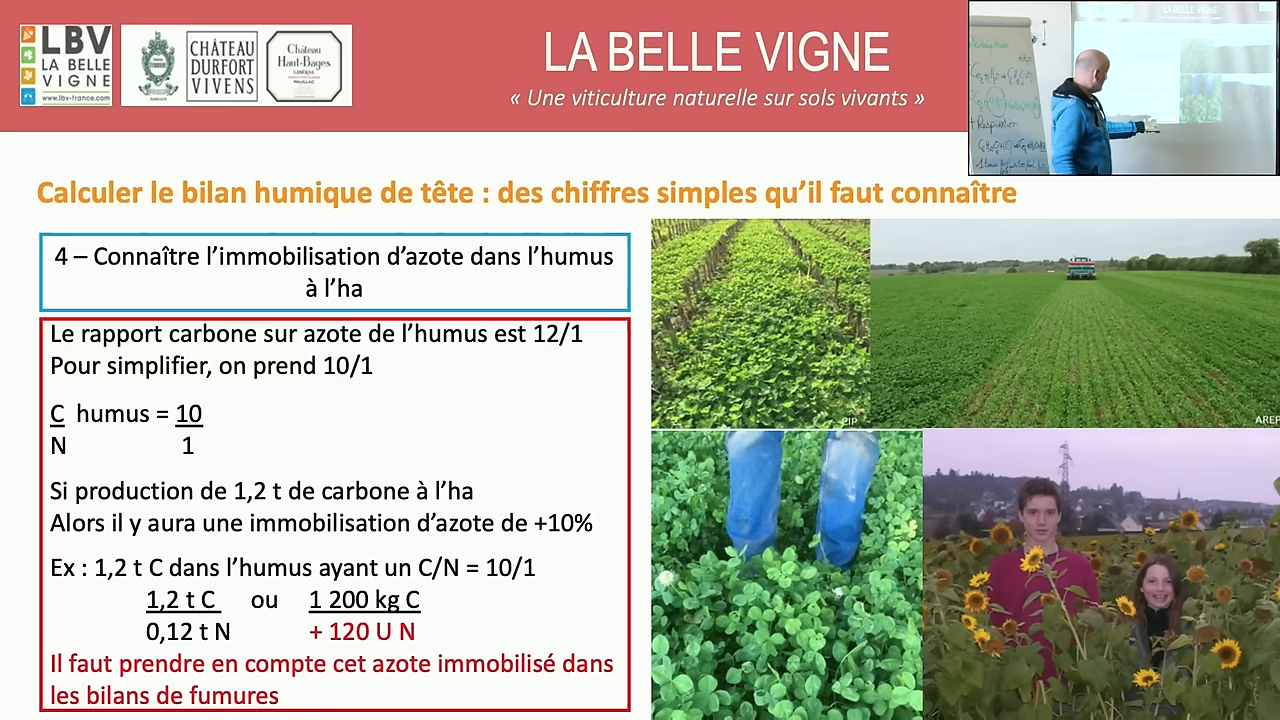 LBV
LA BELLE
VIGNE
www.lbv-france.com
CHÂTEAU
DURFORT
VIVENS
Château
Haut-Bages
LIBÉRAL
PAUILLAC
LA BELLE VIGNE
« Une viticulture naturelle sur sols vivants »
LA BELLE VIGNE
Respiration
Calculer le bilan humique de tête : des chiffres simples qu’il faut connaître
4 – Connaître l’immobilisation d’azote dans l’humus
à l’ha
Le rapport carbone sur azote de l’humus est 12/1
Pour simplifier, on prend 10/1
C humus = 10
N 1
Si production de 1,2 t de carbone à l’ha
Alors il y aura une immobilisation d’azote de +10%
Ex : 1,2 t C dans l’humus ayant un C/N = 10/1
1,2 t C ou 1 200 kg C
0,12 t N + 120 U N
Il faut prendre en compte cet azote immobilisé dans
les bilans de fumures
CIP
AREP